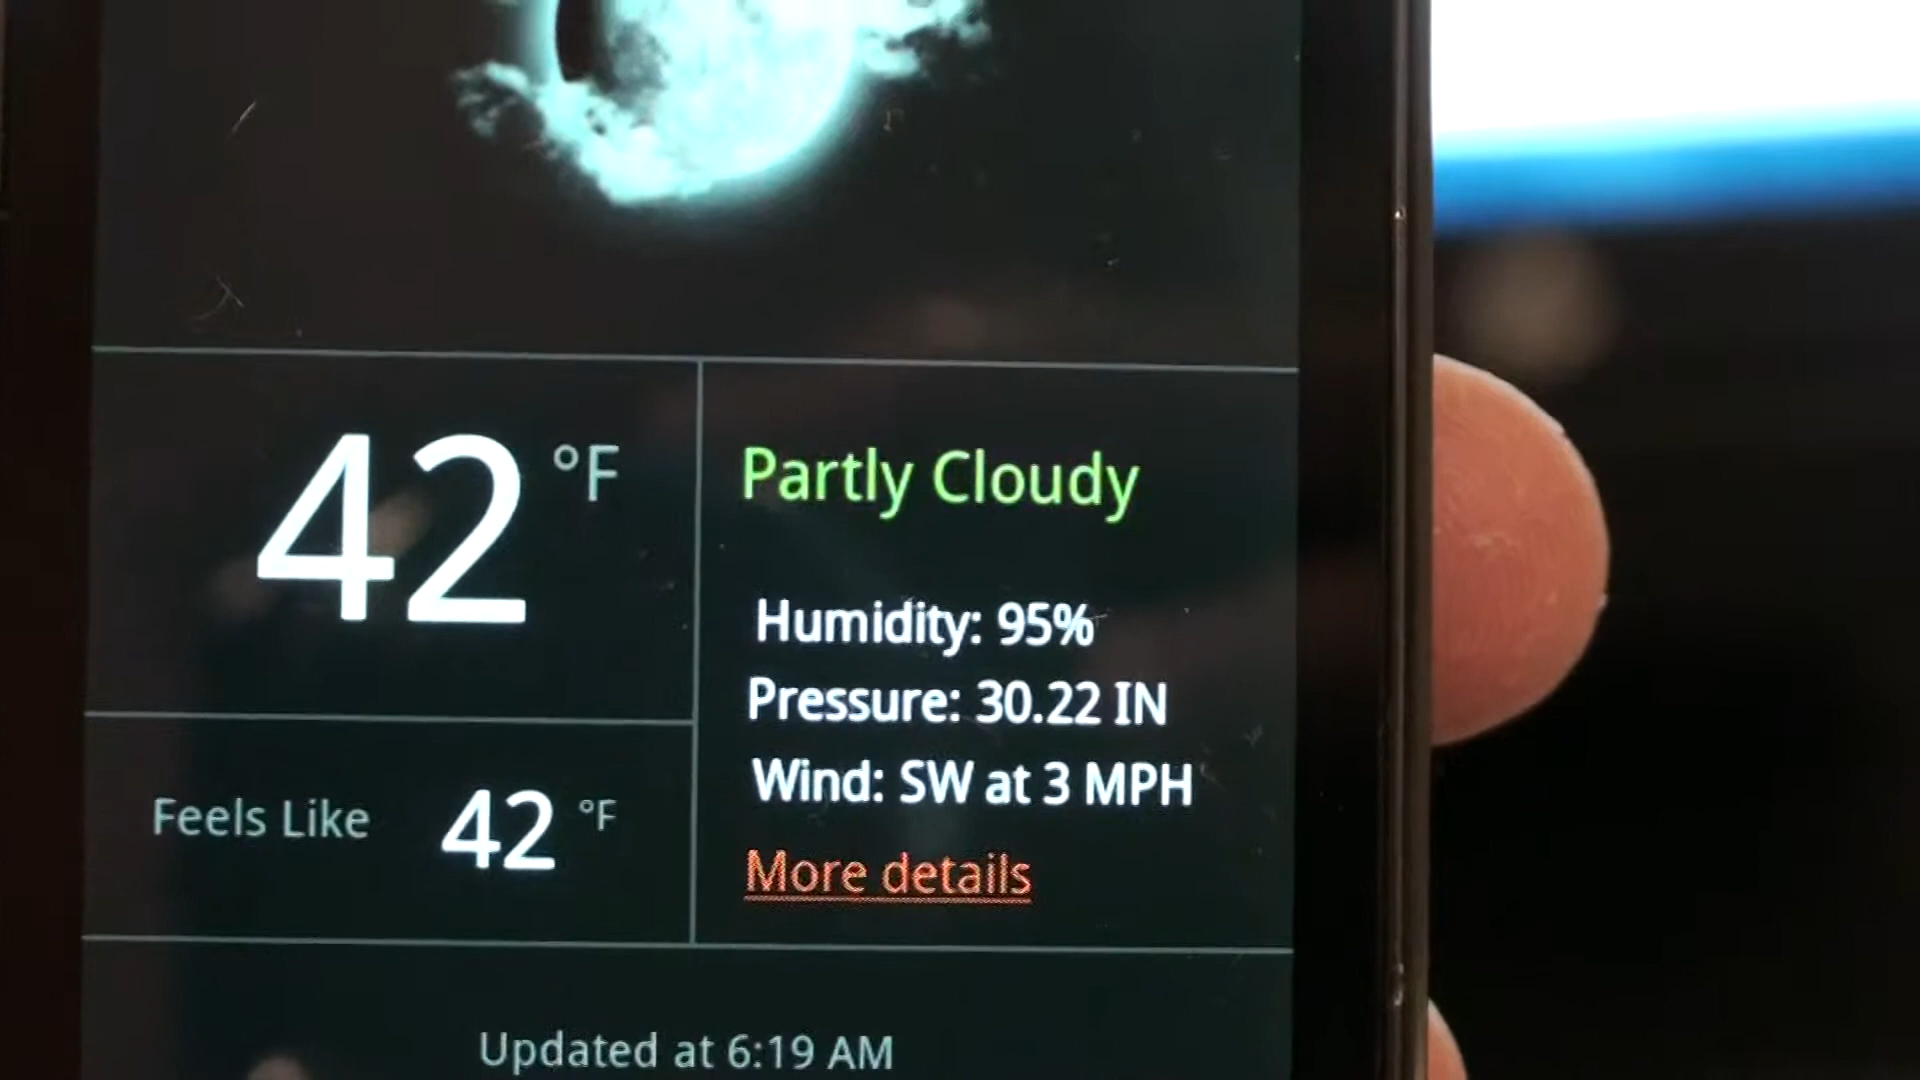 42 °F
Feels Like 42 °F
Partly Cloudy
Humidity: 95%
Pressure: 30.22 IN
Wind: SW at 3 MPH
More details
Updated at 6:19 AM